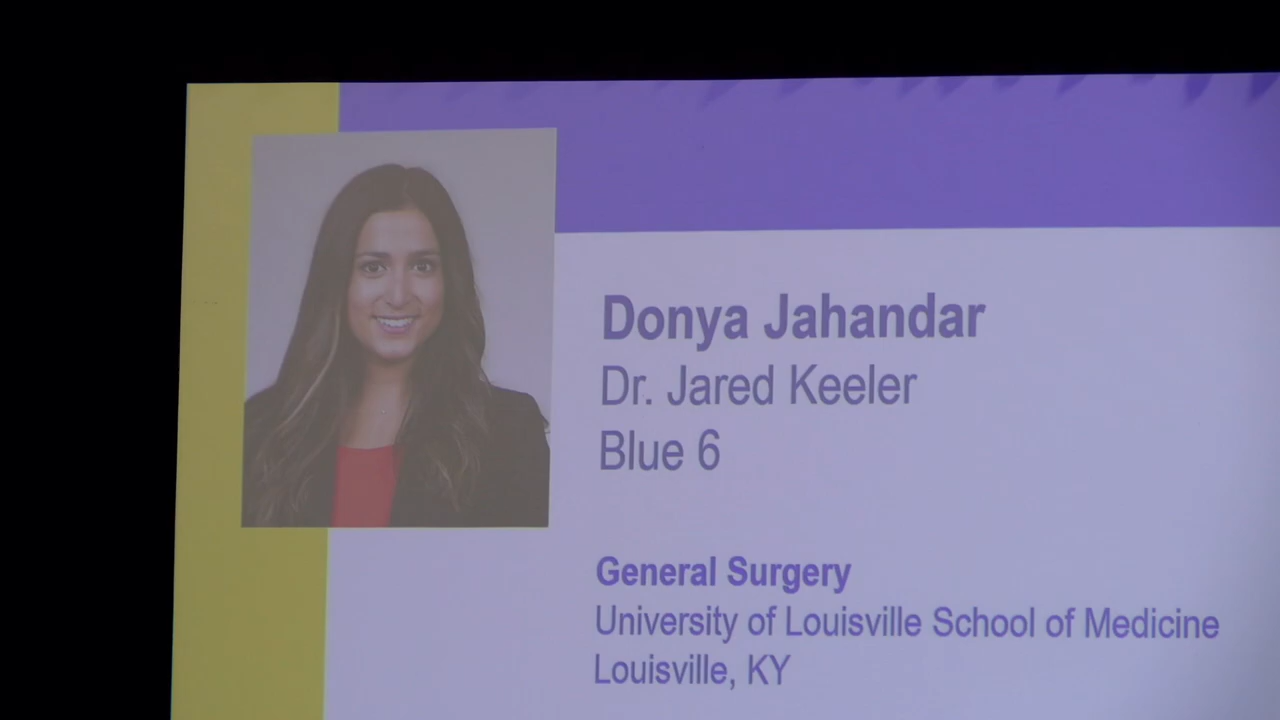 Donya Jahandar
Dr. Jared Keeler
Blue 6
General Surgery
University of Louisville School of Medicine
Louisville, KY